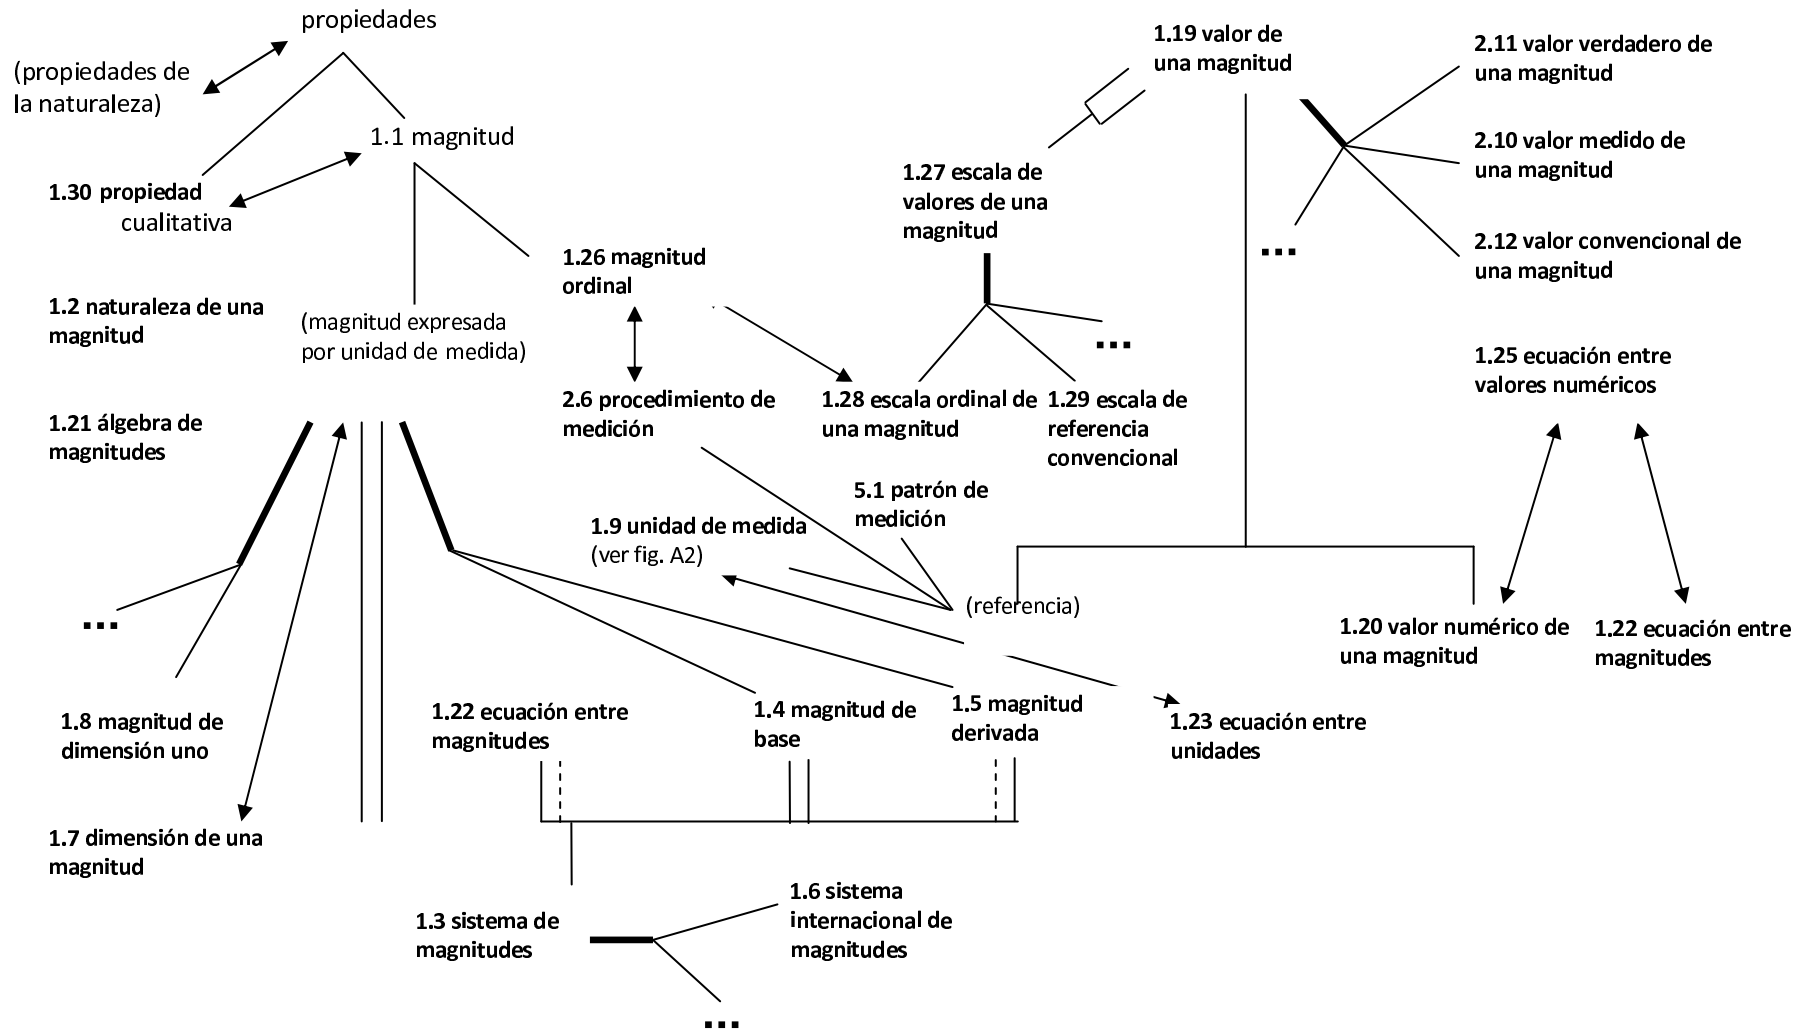 propiedades
(propiedades de
la naturaleza)
1.1 magnitud
1.30 propiedad
cualitativa
1.2 naturaleza de una
magnitud
(magnitud expresada
por unidad de medida)
1.26 magnitud
ordinal
1.21 álgebra de
magnitudes
2.6 procedimiento de
medición
1.19 valor de
una magnitud
1.27 escala de
valores de una
magnitud
...
1.28 escala ordinal de
una magnitud
1.29 escala de
referencia
convencional
2.11 valor verdadero de
una magnitud
2.10 valor medido de
una magnitud
2.12 valor convencional de
una magnitud
...
1.25 ecuación entre
valores numéricos
5.1 patrón de
medición
1.9 unidad de medida
(ver fig. A2)
(referencia)
1.20 valor numérico de
una magnitud
1.22 ecuación entre
magnitudes
...
1.8 magnitud de
dimensión uno
1.7 dimensión de una
magnitud
1.22 ecuación entre
magnitudes
1.4 magnitud de
base
1.5 magnitud
derivada
1.23 ecuación entre
unidades
1.3 sistema de
magnitudes
1.6 sistema
internacional de
magnitudes
...